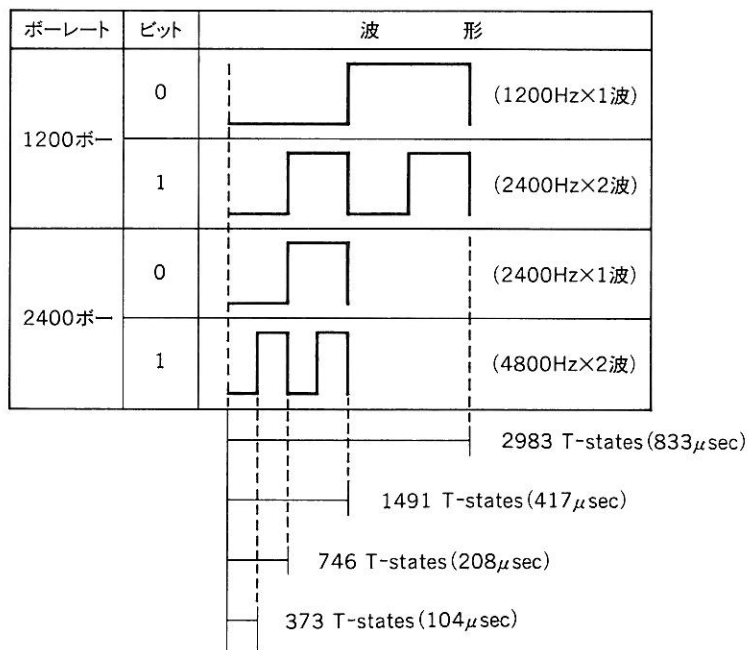 ボーレート ビット 波 形
1200ボー 0 (1200Hz×1波)
1 (2400Hz×2波)
2400ボー 0 (2400Hz×1波)
1 (4800Hz×2波)
2983 T-states(833μsec)
1491 T-states(417μsec)
746 T-states(208μsec)
373 T-states(104μsec)